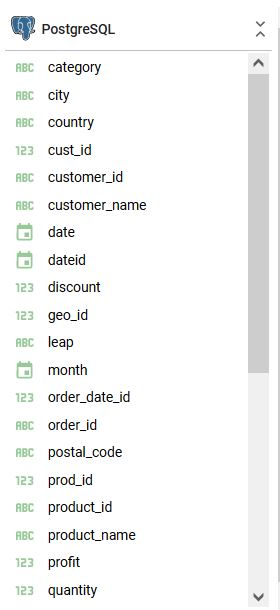 PostgreSQL
ABC category
ABC city
ABC country
123 cust_id
ABC customer_id
ABC customer_name
date
dateid
123 discount
123 geo_id
ABC leap
month
123 order_date_id
ABC order_id
ABC postal_code
123 prod_id
ABC product_id
ABC product_name
123 profit
123 quantity